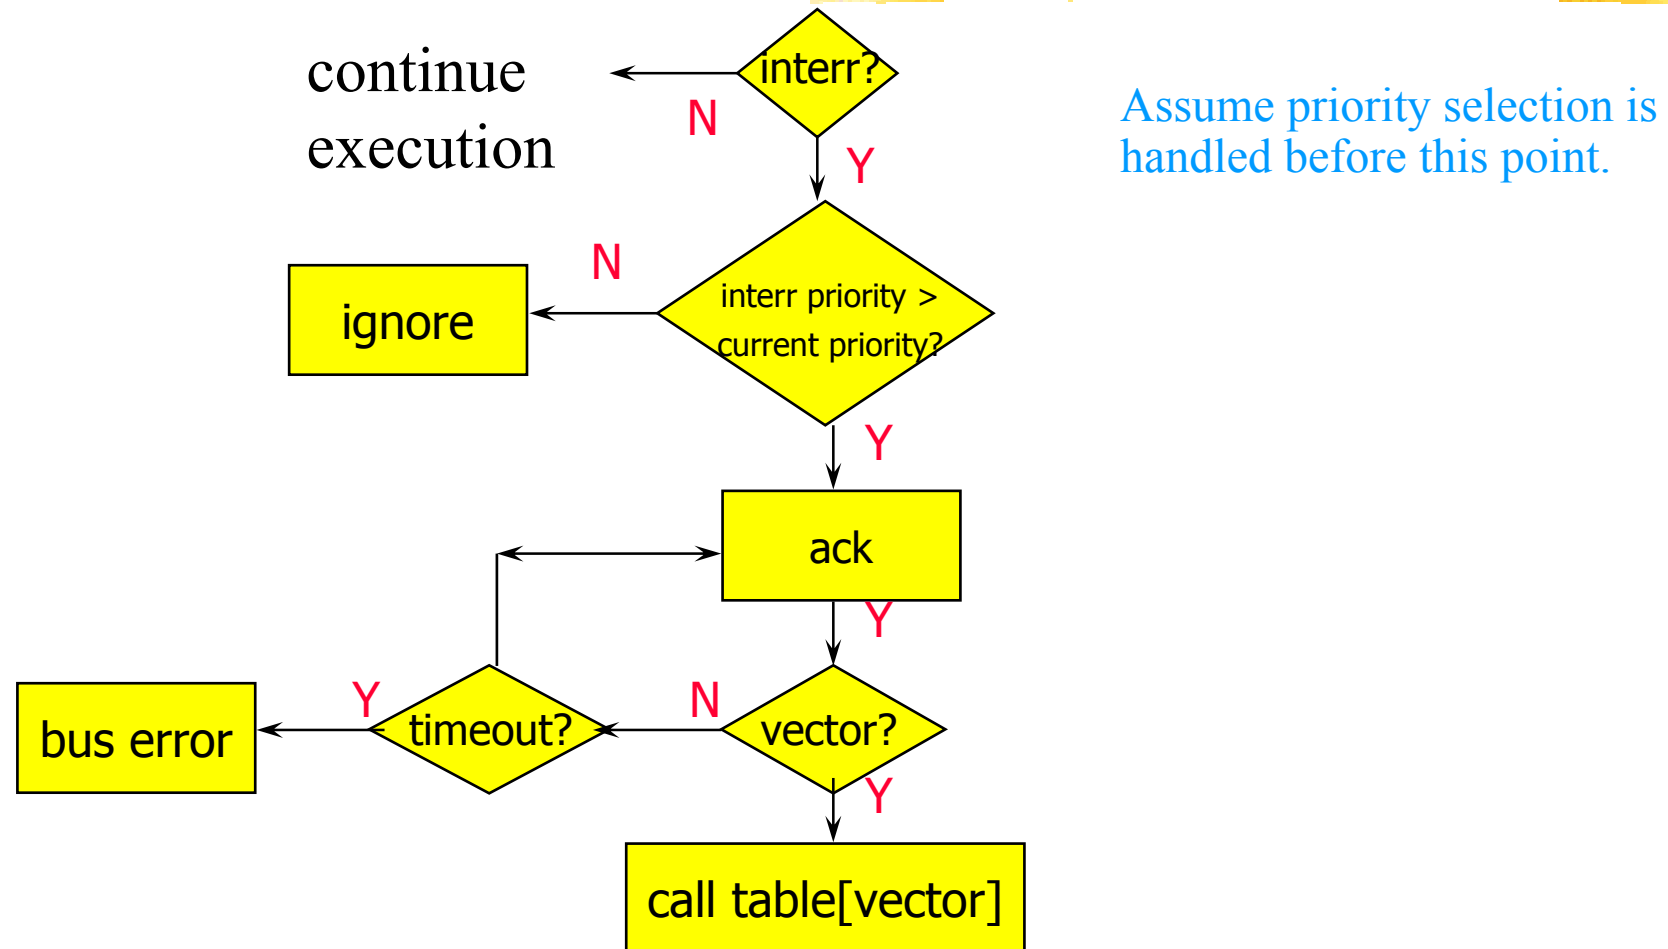 interr?
continue
execution
N
Y
Assume priority selection is
handled before this point.
N
interr priority >
current priority?
ignore
Y
ack
Y
Y
N
bus error
timeout?
vector?
Y
call table[vector]